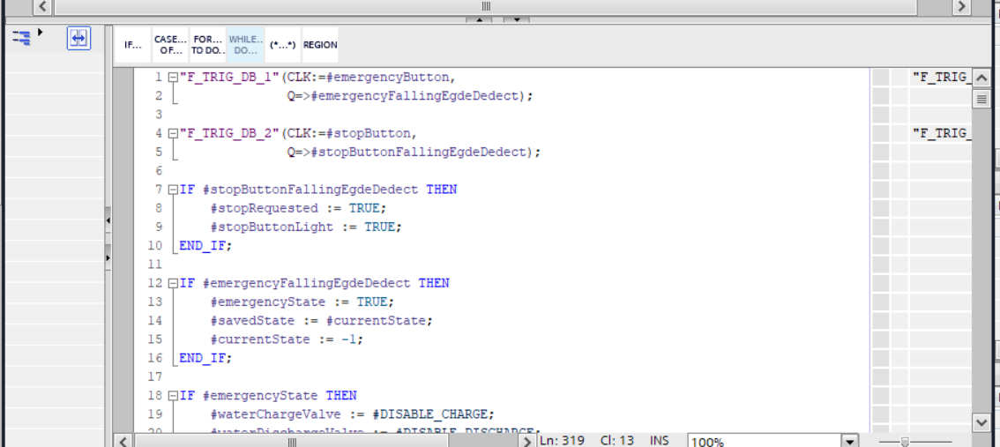 IF... CASE... OF... FOR... TO DO.. WHILE.. DO... (*...*) REGION
1 "F_TRIG_DB_1"(CLK:=#emergencyButton, "F_TRIG_
2 Q=>#emergencyFallingEgdeDedect);
3
4 "F_TRIG_DB_2"(CLK:=#stopButton, "F_TRIG_
5 Q=>#stopButtonFallingEgdeDedect);
6
7 IF #stopButtonFallingEgdeDedect THEN
8 #stopRequested := TRUE;
9 #stopButtonLight := TRUE;
10 END_IF;
11
12 IF #emergencyFallingEgdeDedect THEN
13 #emergencyState := TRUE;
14 #savedState := #currentState;
15 #currentState := -1;
16 END_IF;
17
18 IF #emergencyState THEN
19 #waterChargeValve := #DISABLE_CHARGE;
20 #waterDischargeValve := #DISABLE_DISCHARGE;
Ln: 319 Cl: 13 INS 100%